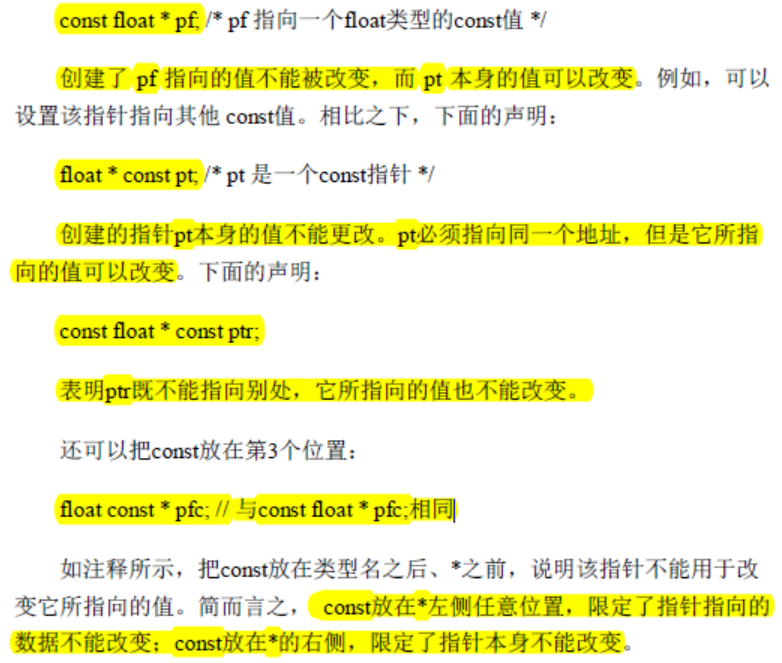 const float * pf; /* pf 指向一个float类型的const值 */
创建了 pf 指向的值不能被改变，而 pt 本身的值可以改变。例如，可以
设置该指针指向其他 const值。相比之下，下面的声明：
float * const pt; /* pt 是一个const指针 */
创建的指针pt本身的值不能更改。pt必须指向同一个地址，但是它所指
向的值可以改变。下面的声明：
const float * const ptr;
表明ptr既不能指向别处，它所指向的值也不能改变。
还可以把const放在第3个位置：
float const * pfc; // 与const float * pfc;相同
如注释所示，把const放在类型名之后、*之前，说明该指针不能用于改
变它所指向的值。简而言之， const放在*左侧任意位置，限定了指针指向的
数据不能改变；const放在*的右侧，限定了指针本身不能改变。